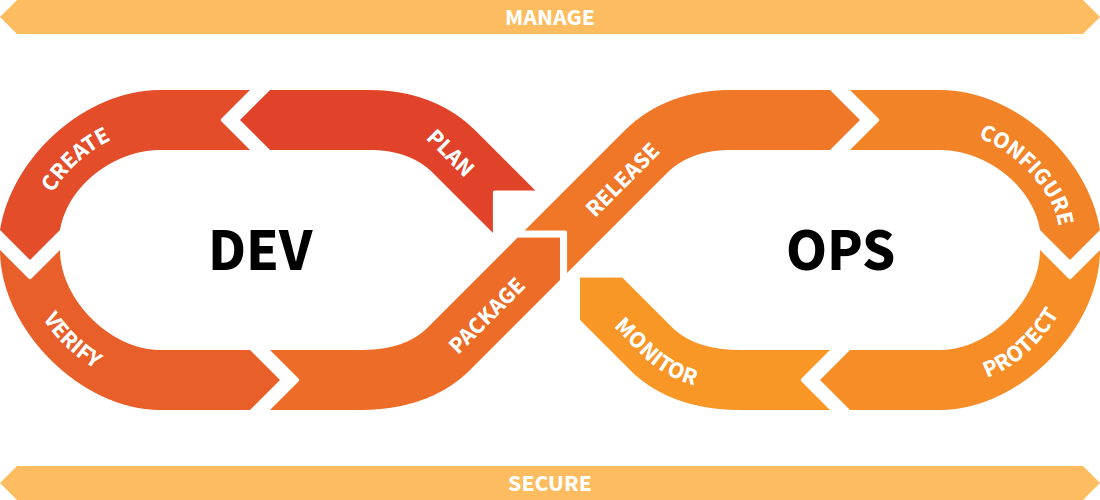 MANAGE
CREATE
PLAN
RELEASE
CONFIGURE
DEV
OPS
VERIFY
PACKAGE
MONITOR
PROTECT
SECURE